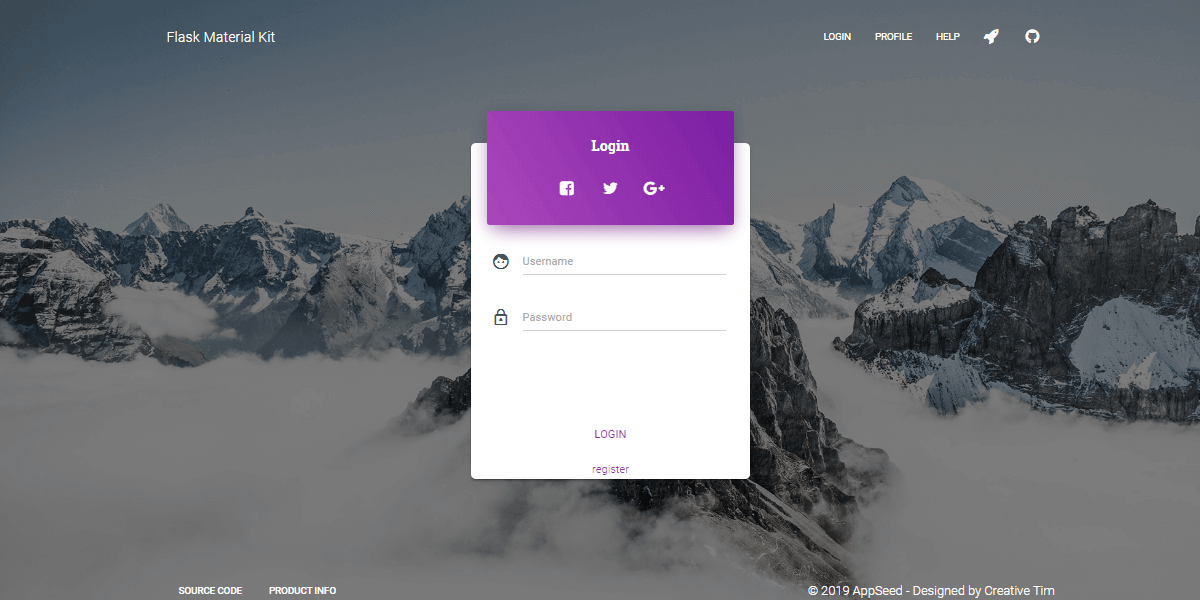 Flask Material Kit
LOGIN PROFILE HELP
Login
G+
Username
Password
LOGIN
register
SOURCE CODE PRODUCT INFO
© 2019 AppSeed - Designed by Creative Tim